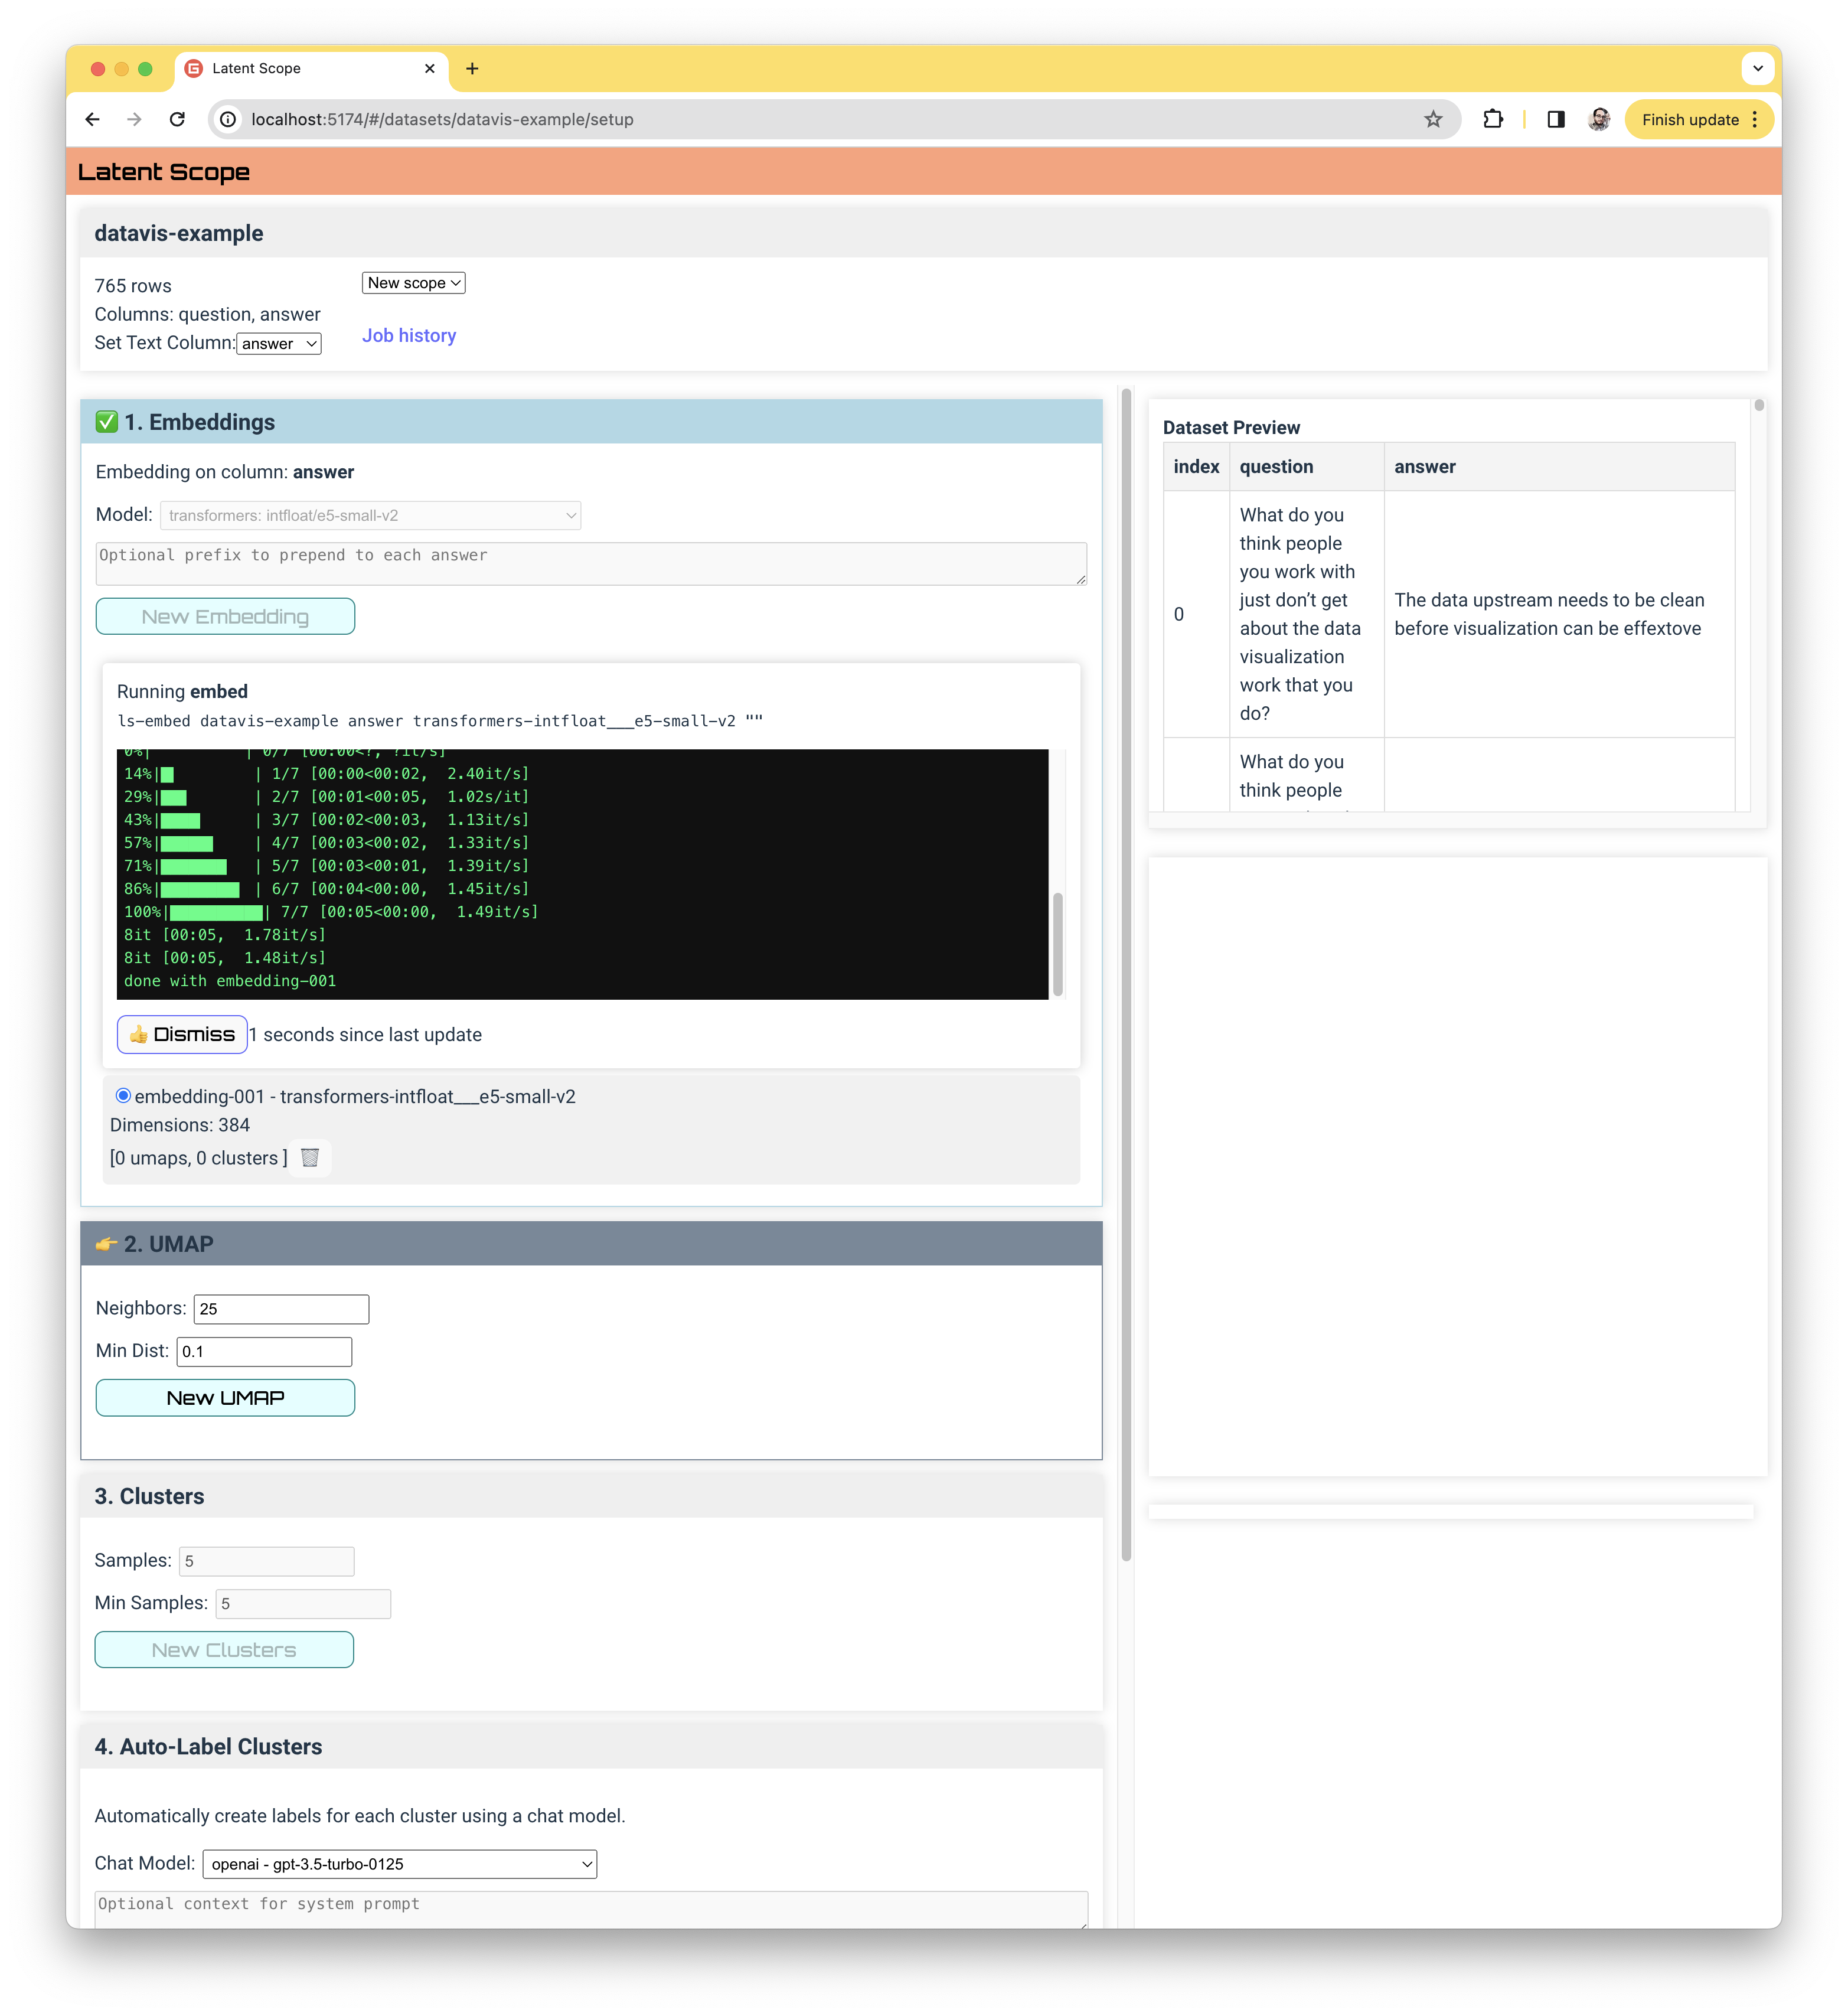 Latent Scope
localhost:5174/#/datasets/datavis-example/setup
Finish update
Latent Scope
datavis-example
765 rows
New scope
Columns: question, answer
Set Text Column: answer
Job history
✅ 1. Embeddings
Embedding on column: answer
Model: transformers: intfloat/e5-small-v2
Optional prefix to prepend to each answer
New Embedding
Running embed
ls-embed datavis-example answer transformers-intfloat___e5-small-v2 ""
0%| | 0/7 [00:00<?, ?it/s]
14%|█ | 1/7 [00:00<00:02, 2.40it/s]
29%|██ | 2/7 [00:01<00:05, 1.02s/it]
43%|████ | 3/7 [00:02<00:03, 1.13it/s]
57%|█████ | 4/7 [00:03<00:02, 1.33it/s]
71%|███████ | 5/7 [00:03<00:01, 1.39it/s]
86%|████████ | 6/7 [00:04<00:00, 1.45it/s]
100%|██████████| 7/7 [00:05<00:00, 1.49it/s]
8it [00:05, 1.78it/s]
8it [00:05, 1.48it/s]
done with embedding-001
👍 Dismiss 1 seconds since last update
embedding-001 - transformers-intfloat___e5-small-v2
Dimensions: 384
[0 umaps, 0 clusters ]
👉 2. UMAP
Neighbors: 25
Min Dist: 0.1
New UMAP
3. Clusters
Samples: 5
Min Samples: 5
New Clusters
4. Auto-Label Clusters
Automatically create labels for each cluster using a chat model.
Chat Model: openai - gpt-3.5-turbo-0125
Optional context for system prompt
Dataset Preview
index question answer
0
What do you
think people
you work with
just don’t get
about the data
visualization
work that you
do?
The data upstream needs to be clean
before visualization can be effextove
What do you
think people